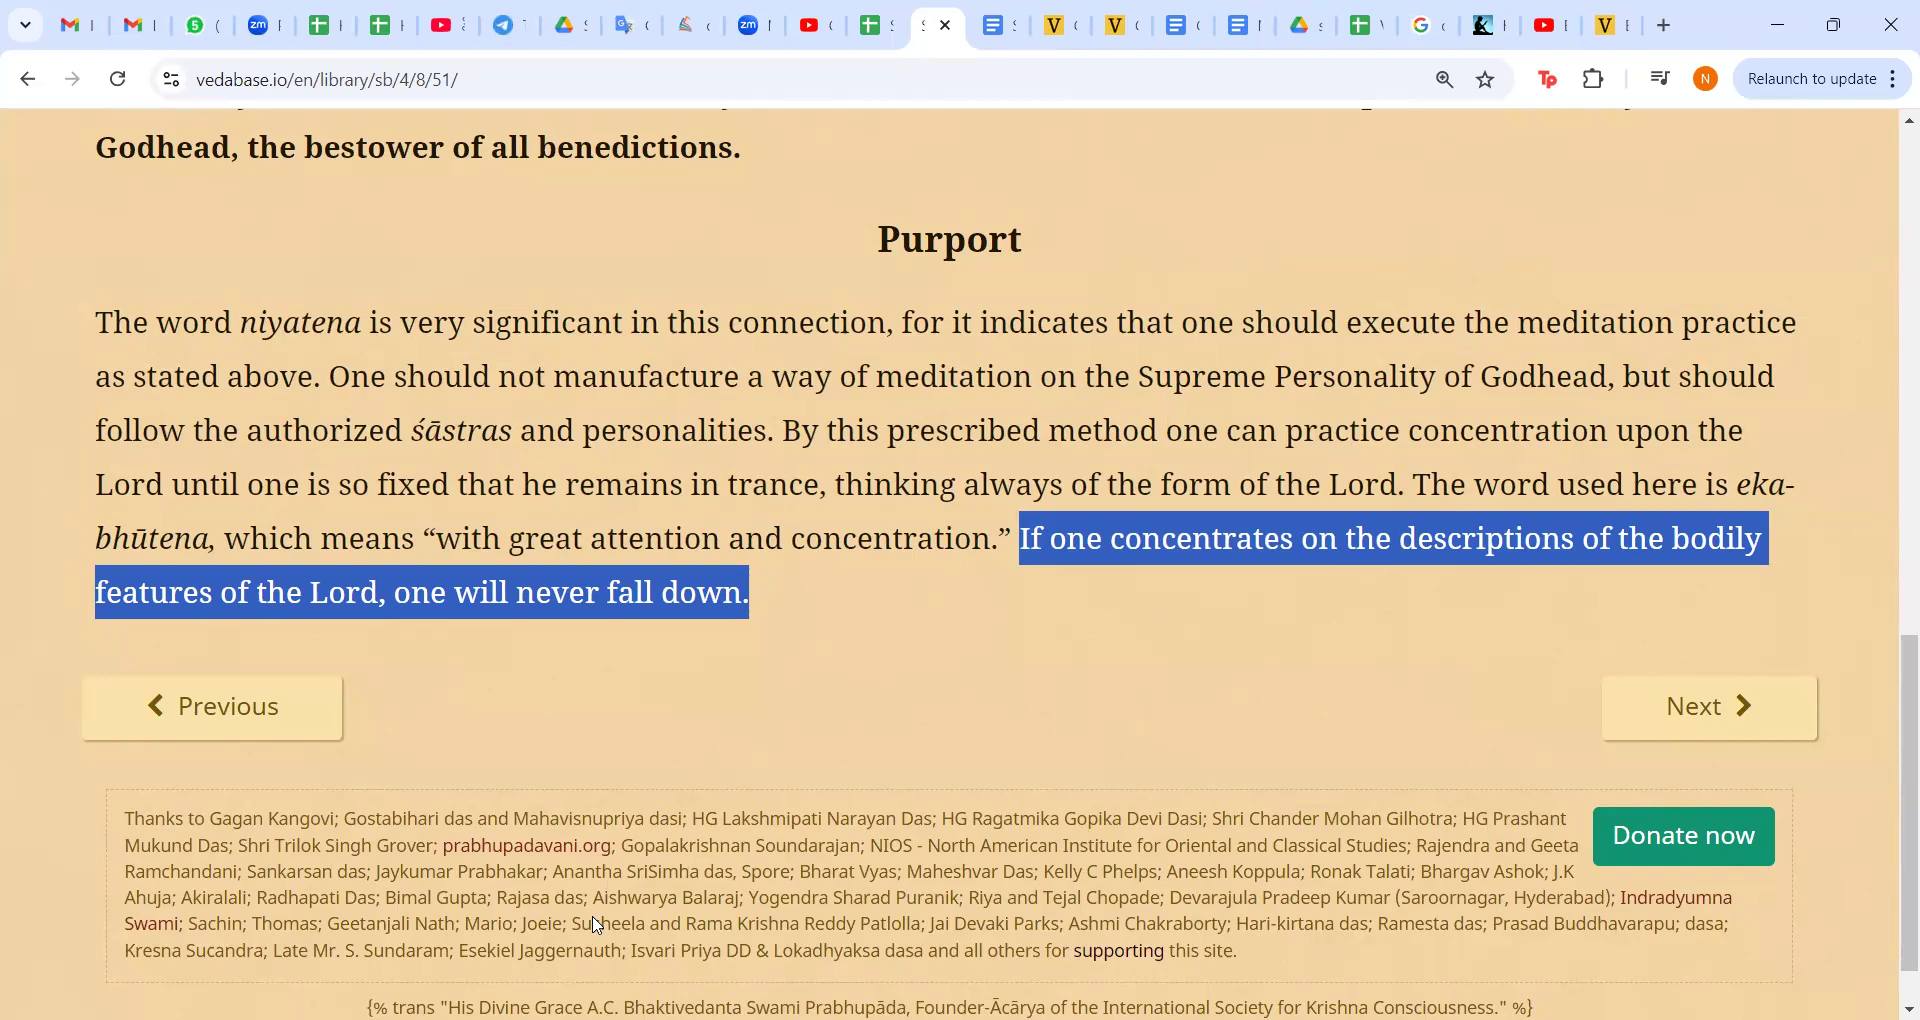 vedabase.io/en/library/sb/4/8/51/
Relaunch to update
Godhead, the bestower of all benedictions.
Purport
The word niyatena is very significant in this connection, for it indicates that one should execute the meditation practice
as stated above. One should not manufacture a way of meditation on the Supreme Personality of Godhead, but should
follow the authorized śāstras and personalities. By this prescribed method one can practice concentration upon the
Lord until one is so fixed that he remains in trance, thinking always of the form of the Lord. The word used here is eka-
bhūtena, which means “with great attention and concentration.” If one concentrates on the descriptions of the bodily
features of the Lord, one will never fall down.
Previous
Next
Thanks to Gagan Kangovi; Gostabihari das and Mahavisnupriya dasi; HG Lakshmipati Narayan Das; HG Ragatmika Gopika Devi Dasi; Shri Chander Mohan Gilhotra; HG Prashant
Mukund Das; Shri Trilok Singh Grover; prabhupadavani.org; Gopalakrishnan Soundarajan; NIOS - North American Institute for Oriental and Classical Studies; Rajendra and Geeta
Ramchandani; Sankarsan das; Jaykumar Prabhakar; Anantha SriSimha das, Spore; Bharat Vyas; Maheshvar Das; Kelly C Phelps; Aneesh Koppula; Ronak Talati; Bhargav Ashok; J.K
Ahuja; Akiralali; Radhapati Das; Bimal Gupta; Rajasa das; Aishwarya Balaraj; Yogendra Sharad Puranik; Riya and Tejal Chopade; Devarajula Pradeep Kumar (Saroornagar, Hyderabad); Indradyumna
Swami; Sachin; Thomas; Geetanjali Nath; Mario; Joeie; Susheela and Rama Krishna Reddy Patlolla; Jai Devaki Parks; Ashmi Chakraborty; Hari-kirtana das; Ramesta das; Prasad Buddhavarapu; dasa;
Kresna Sucandra; Late Mr. S. Sundaram; Esekiel Jaggernauth; Isvari Priya DD & Lokadhyaksa dasa and all others for supporting this site.
Donate now
{% trans "His Divine Grace A.C. Bhaktivedanta Swami Prabhupāda, Founder-Ācārya of the International Society for Krishna Consciousness." %}